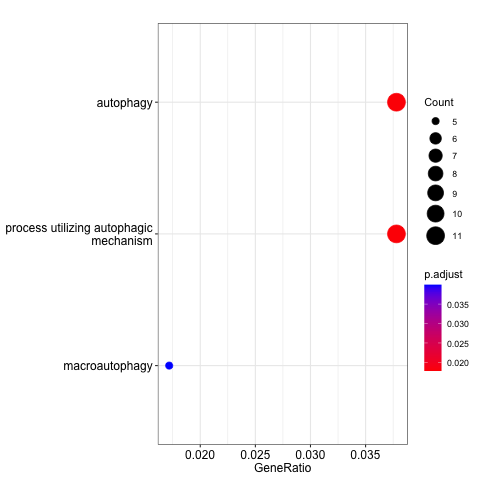 autophagy
process utilizing autophagic
mechanism
macroautophagy
0.020 0.025 0.030 0.035
GeneRatio
Count
5
6
7
8
9
10
11
p.adjust
0.035
0.030
0.025
0.020